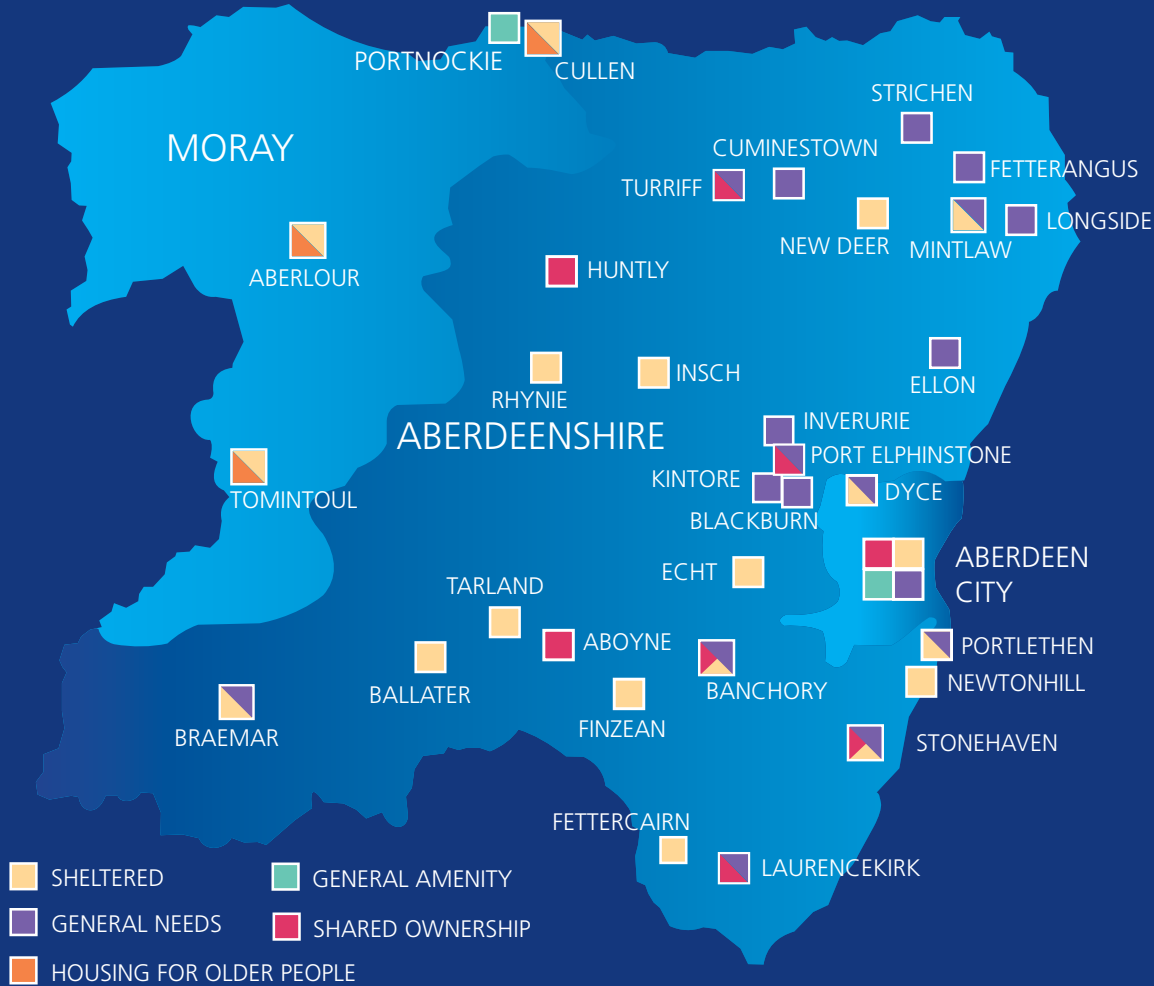 PORTNOCKIE
CULLEN
STRICHEN
MORAY
CUMINESTOWN
FETTERANGUS
TURRIFF
LONGSIDE
NEW DEER
MINTLAW
HUNTLY
ABERLOUR
INSCH
ELLON
RHYNIE
INVERURIE
ABERDEENSHIRE
PORT ELPHINSTONE
KINTORE
DYCE
TOMINTOUL
BLACKBURN
ABERDEEN
CITY
ECHT
TARLAND
ABOYNE
PORTLETHEN
NEWTONHILL
BALLATER
BANCHORY
FINZEAN
BRAEMAR
STONEHAVEN
FETTERCAIRN
LAURENCEKIRK
SHELTERED
GENERAL AMENITY
GENERAL NEEDS
SHARED OWNERSHIP
HOUSING FOR OLDER PEOPLE